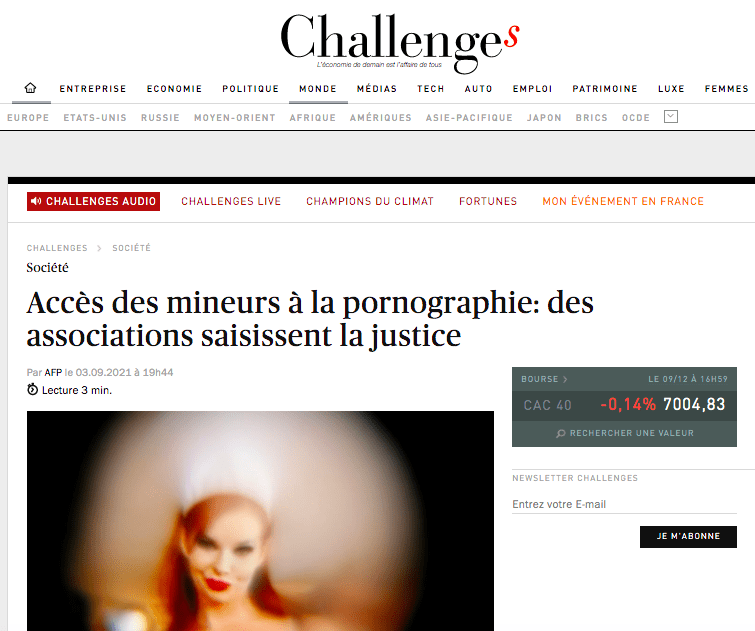 Challenges
L'économie de demain est l'affaire de tous
ENTREPRISE ECONOMIE POLITIQUE MONDE MÉDIAS TECH AUTO EMPLOI PATRIMOINE LUXE FEMMES
EUROPE ETATS-UNIS RUSSIE MOYEN-ORIENT AFRIQUE AMÉRIQUES ASIE-PACIFIQUE JAPON BRICS OCDE
CHALLENGES AUDIO CHALLENGES LIVE CHAMPIONS DU CLIMAT FORTUNES MON ÉVÉNEMENT EN FRANCE
CHALLENGES > SOCIÉTÉ
Société
Accès des mineurs à la pornographie: des
associations saisissent la justice
Par AFP le 03.09.2021 à 19h44
Lecture 3 min.
BOURSE > LE 09/12 À 16H59
CAC 40 -0,14% 7004,83
RECHERCHER UNE VALEUR
NEWSLETTER CHALLENGES
Entrez votre E-mail
JE M'ABONNE